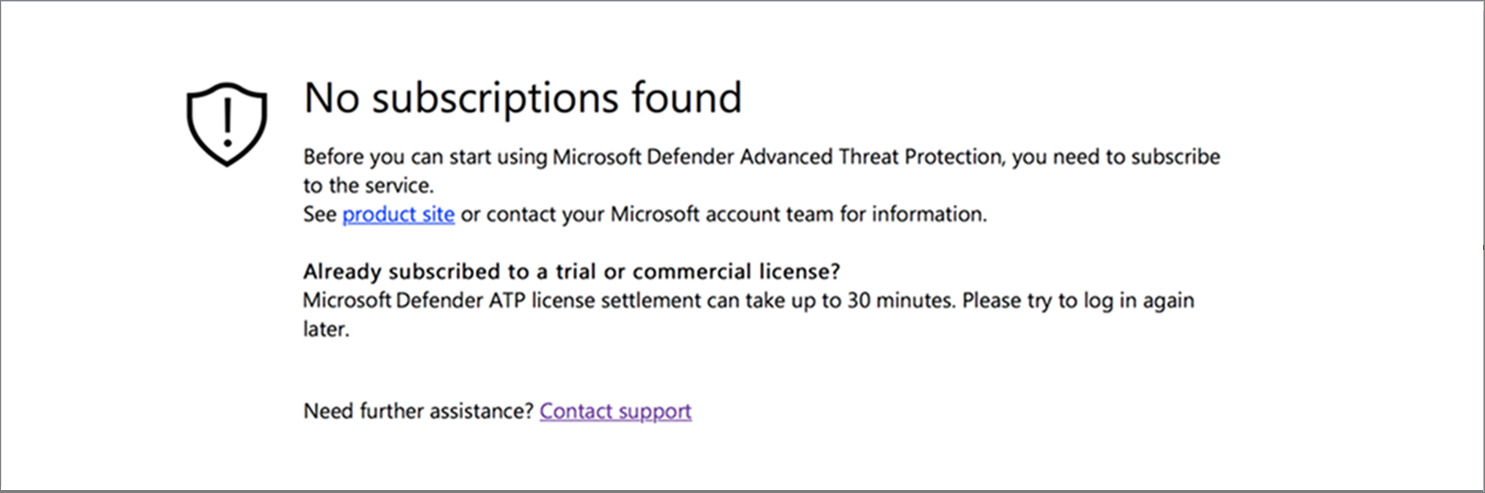 No subscriptions found
Before you can start using Microsoft Defender Advanced Threat Protection, you need to subscribe
to the service.
See product site or contact your Microsoft account team for information.
Already subscribed to a trial or commercial license?
Microsoft Defender ATP license settlement can take up to 30 minutes. Please try to log in again
later.
Need further assistance? Contact support